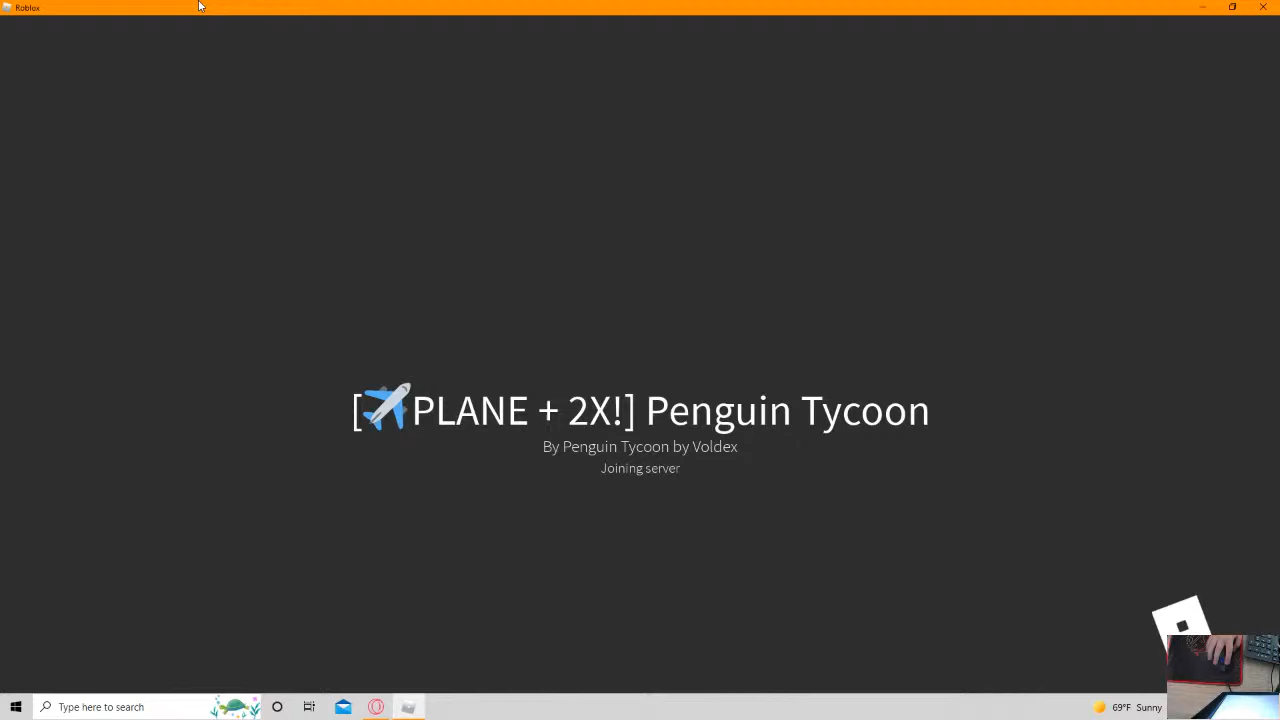 Roblox
[✈️PLANE + 2X!] Penguin Tycoon
By Penguin Tycoon by Voldex
Joining server
Type here to search
69°F Sunny